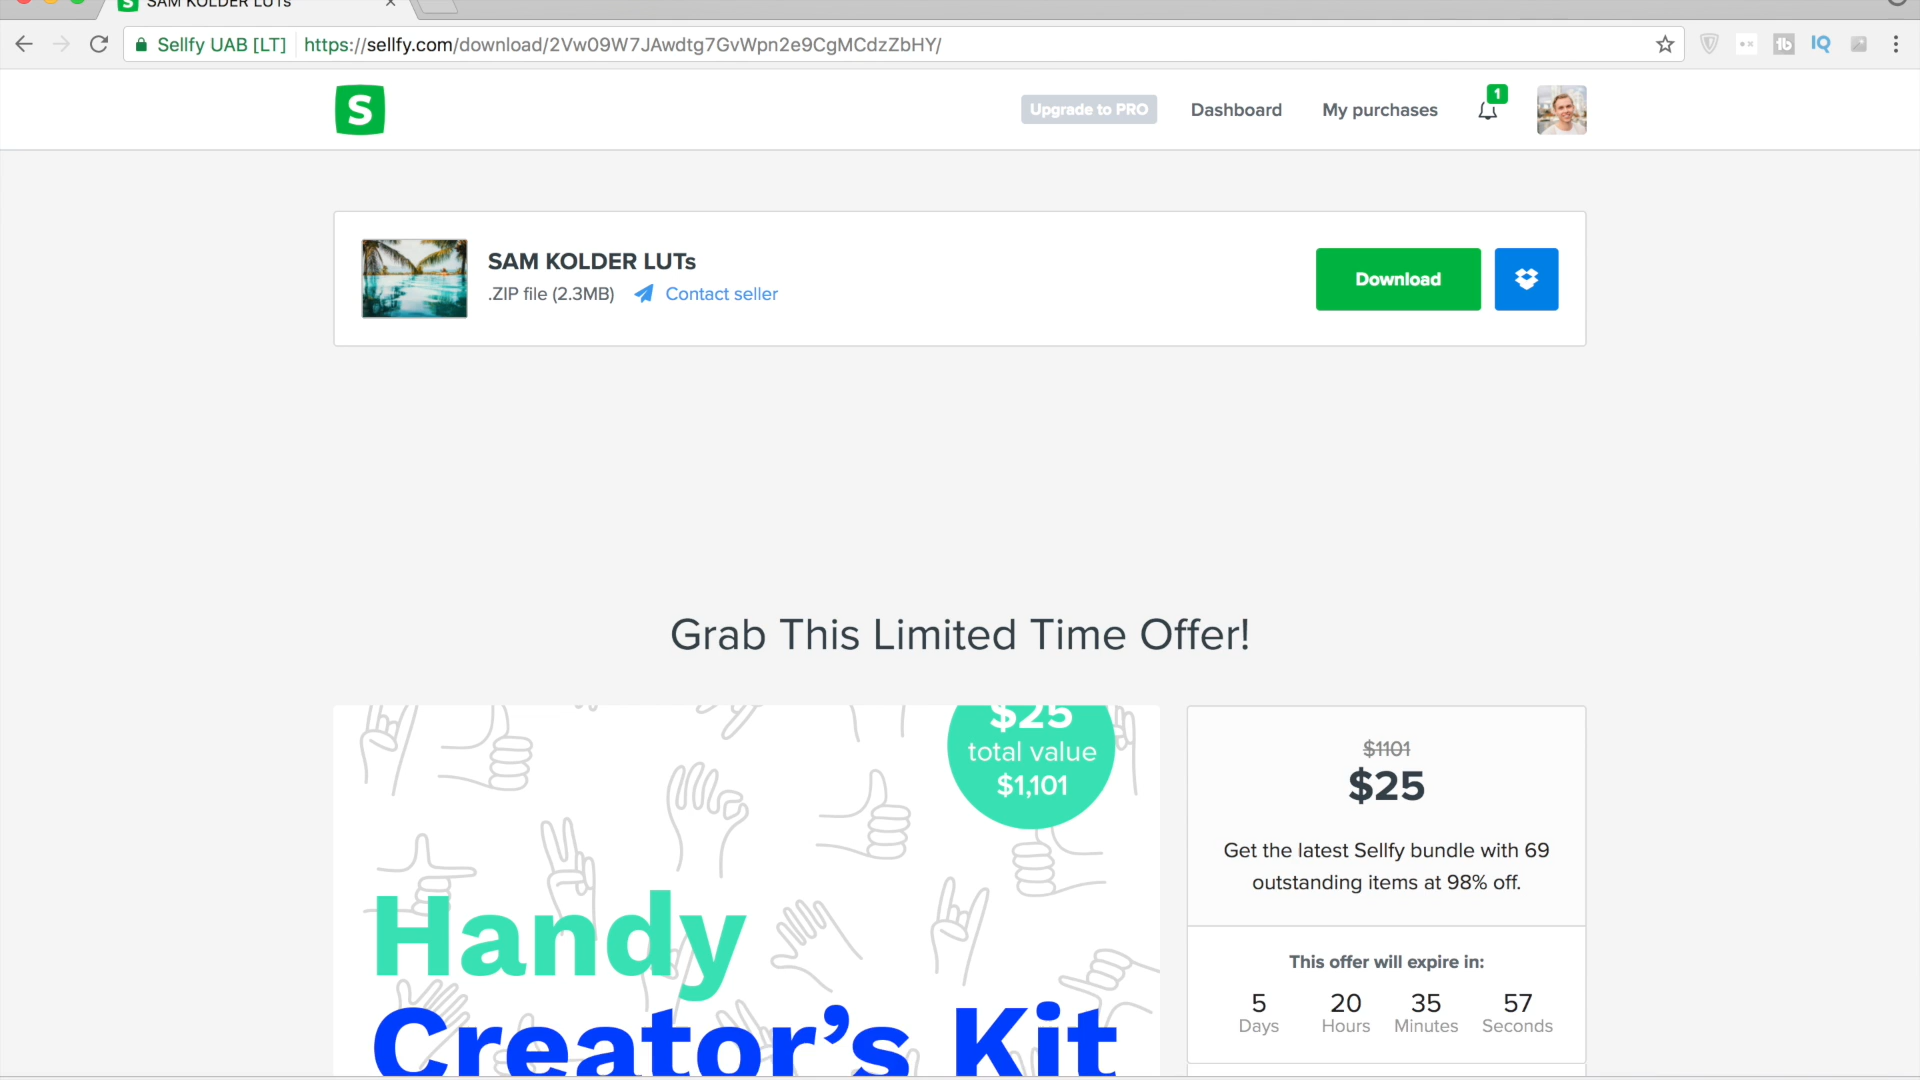 SAM KOLDER LUTs
Sellfy UAB [LT] https://sellfy.com/download/2Vw09W7JAwdtg7GvWpn2e9CgMCdzZbHY/
S Upgrade to PRO Dashboard My purchases 1
SAM KOLDER LUTs
.ZIP file (2.3MB) Contact seller
Download
Grab This Limited Time Offer!
$25
total value
$1,101
Handy
Creator's Kit
$1101
$25
Get the latest Sellfy bundle with 69
outstanding items at 98% off.
This offer will expire in:
5 20 35 57
Days Hours Minutes Seconds